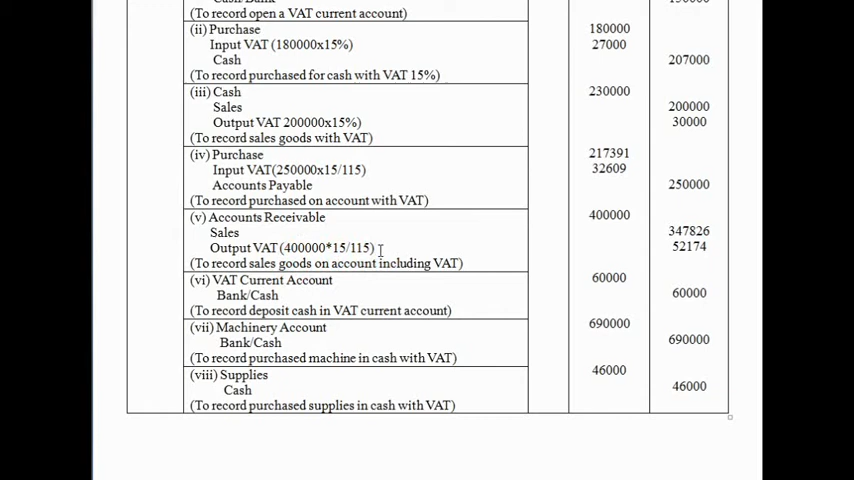 (To record open a VAT current account)
(ii) Purchase 180000
Input VAT (180000x15%) 27000
Cash 207000
(To record purchased for cash with VAT 15%)
(iii) Cash 230000
Sales 200000
Output VAT 200000x15%) 30000
(To record sales goods with VAT)
(iv) Purchase 217391
Input VAT(250000x15/115) 32609
Accounts Payable 250000
(To record purchased on account with VAT)
(v) Accounts Receivable 400000
Sales 347826
Output VAT (400000*15/115) 52174
(To record sales goods on account including VAT)
(vi) VAT Current Account 60000
Bank/Cash 60000
(To record deposit cash in VAT current account)
(vii) Machinery Account 690000
Bank/Cash 690000
(To record purchased machine in cash with VAT)
(viii) Supplies 46000
Cash 46000
(To record purchased supplies in cash with VAT)